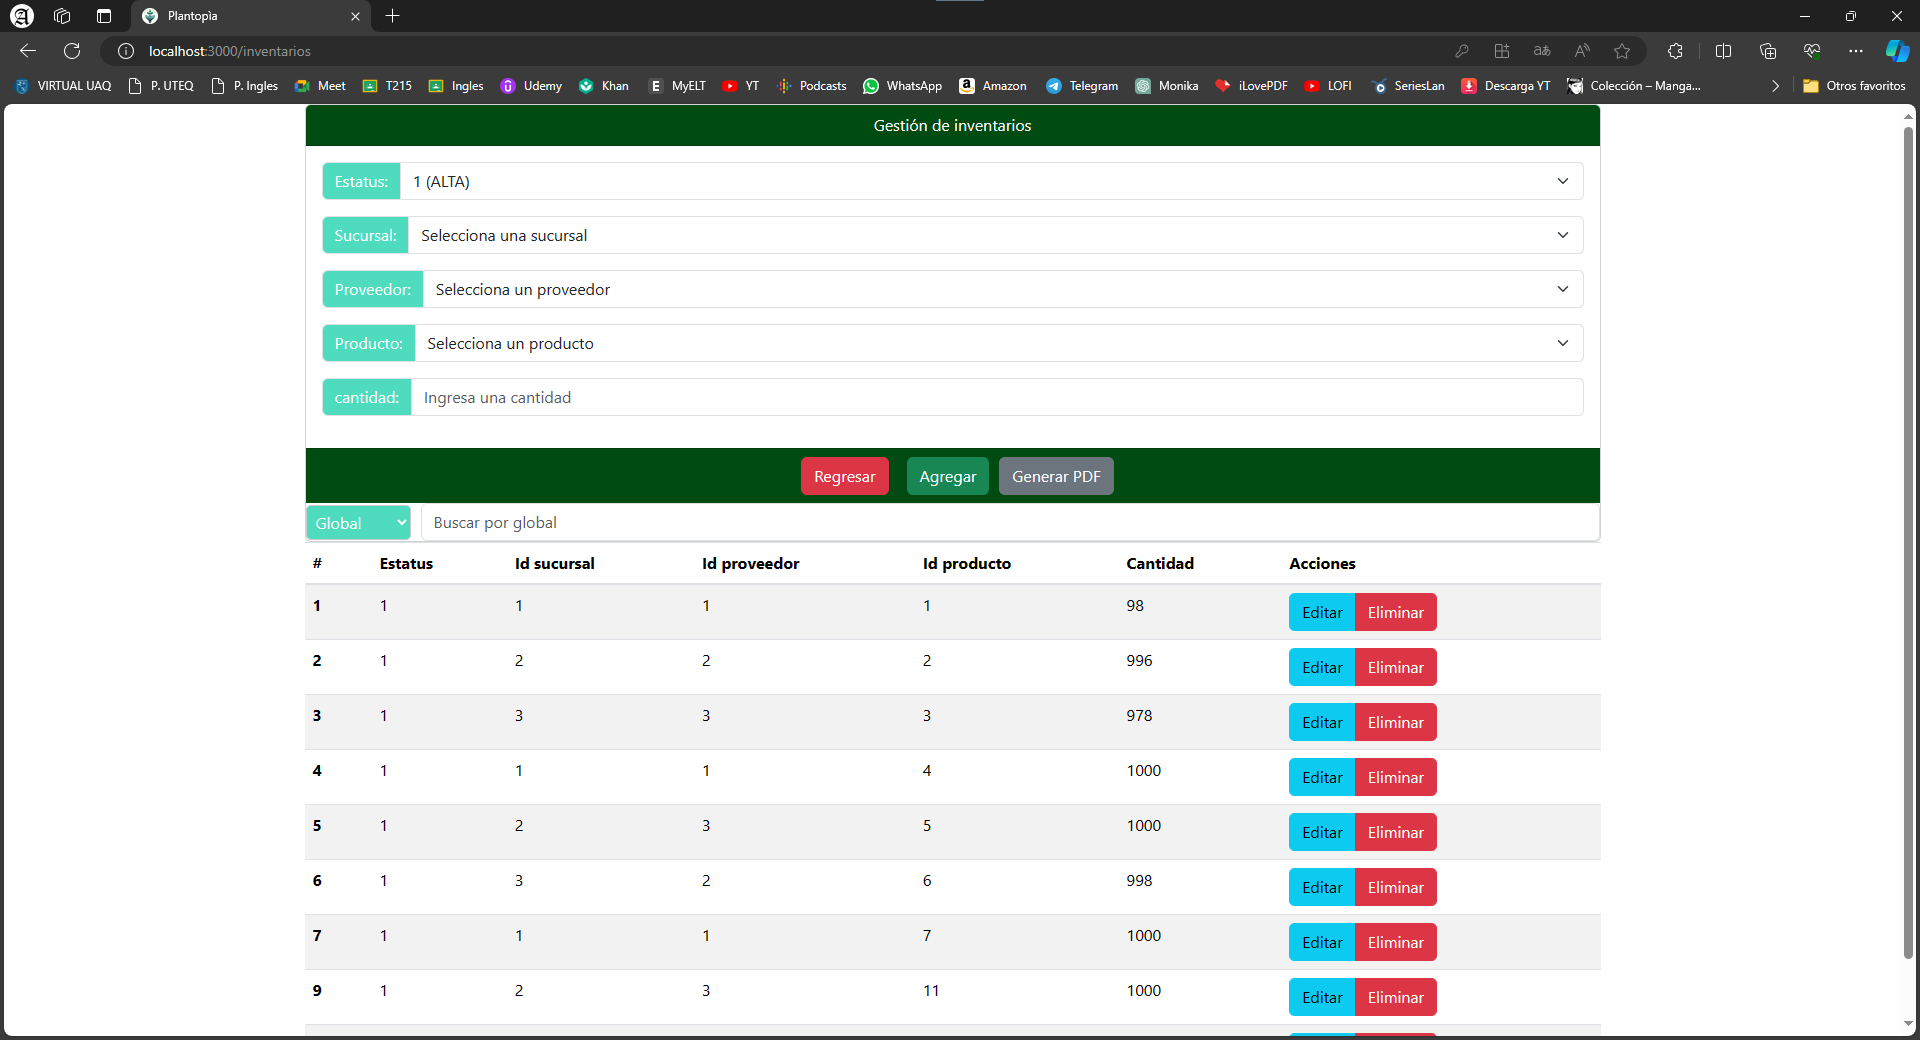 Plantopìa
localhost:3000/inventarios
VIRTUAL UAQ P. UTEQ P. Ingles Meet T215 Ingles Udemy Khan MyELT YT Podcasts WhatsApp Amazon Telegram Monika iLovePDF LOFI SeriesLan Descarga YT Colección – Manga... Otros favoritos
Gestión de inventarios
Estatus: 1 (ALTA)
Sucursal: Selecciona una sucursal
Proveedor: Selecciona un proveedor
Producto: Selecciona un producto
cantidad: Ingresa una cantidad
Regresar Agregar Generar PDF
Global Buscar por global
# Estatus Id sucursal Id proveedor Id producto Cantidad Acciones
1 1 1 1 1 98 Editar Eliminar
2 1 2 2 2 996 Editar Eliminar
3 1 3 3 3 978 Editar Eliminar
4 1 1 1 4 1000 Editar Eliminar
5 1 2 3 5 1000 Editar Eliminar
6 1 3 2 6 998 Editar Eliminar
7 1 1 1 7 1000 Editar Eliminar
9 1 2 3 11 1000 Editar Eliminar